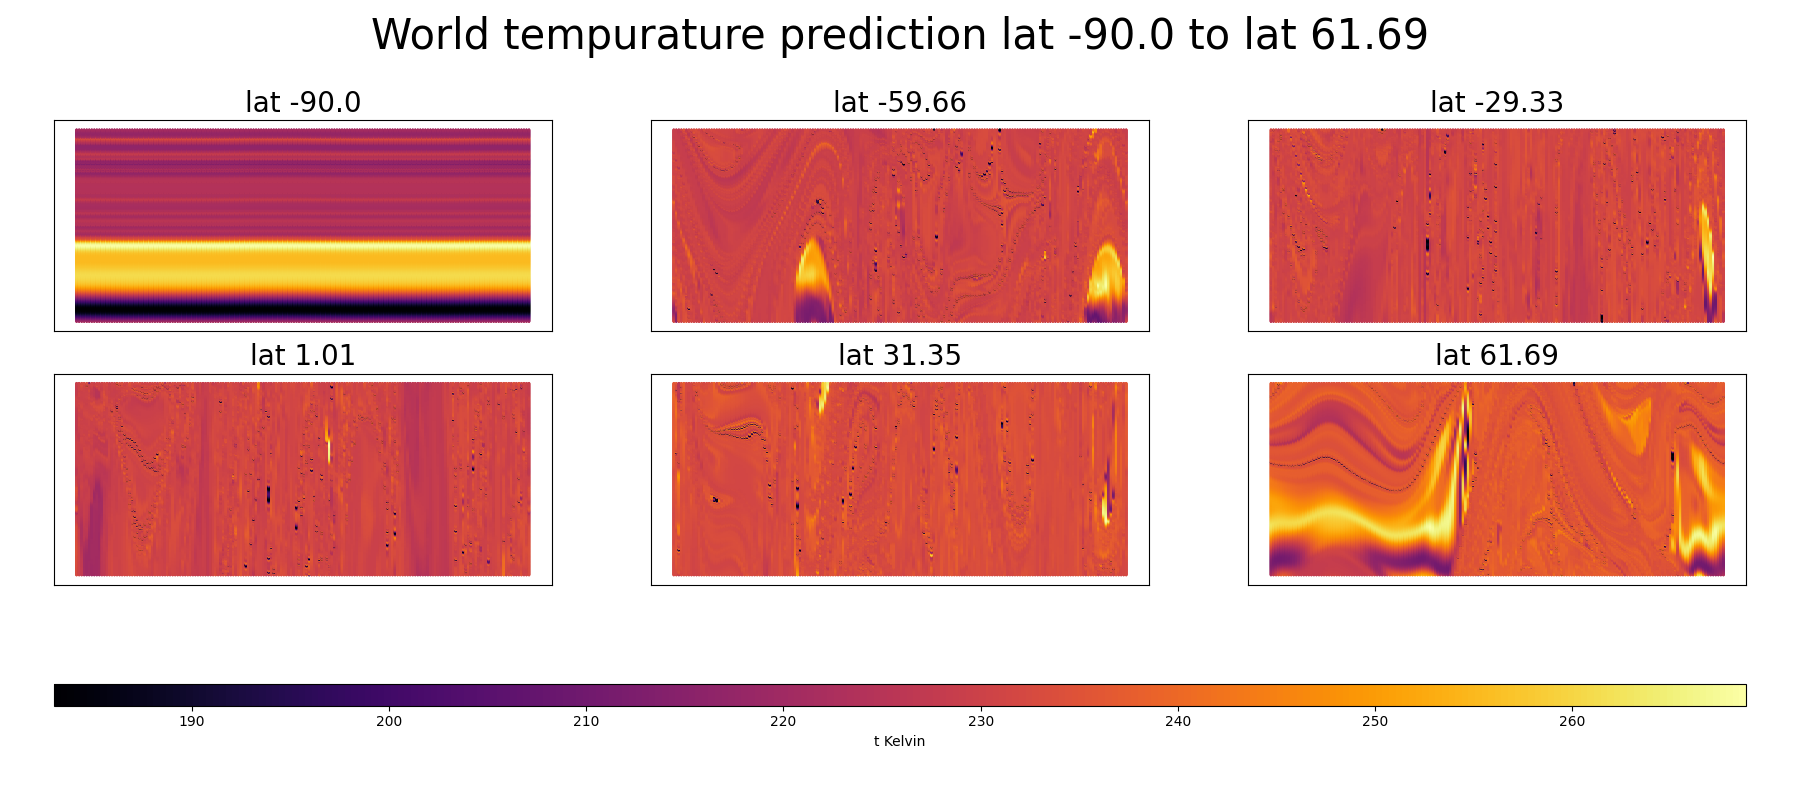 World tempurature prediction lat -90.0 to lat 61.69
lat -90.0
lat -59.66
lat -29.33
lat 1.01
lat 31.35
lat 61.69
190 200 210 220 230 240 250 260
t Kelvin